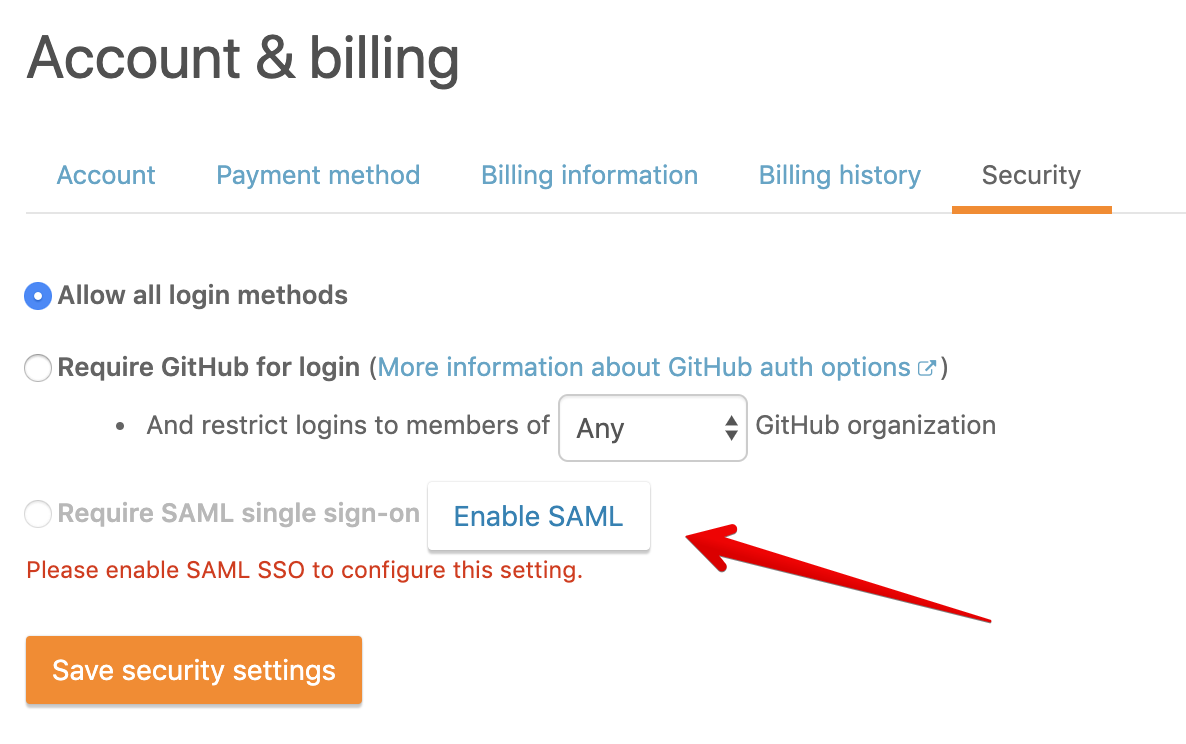 Account & billing
Account Payment method Billing information Billing history Security
Allow all login methods
Require GitHub for login (More information about GitHub auth options )
• And restrict logins to members of Any GitHub organization
Require SAML single sign-on Enable SAML
Please enable SAML SSO to configure this setting.
Save security settings